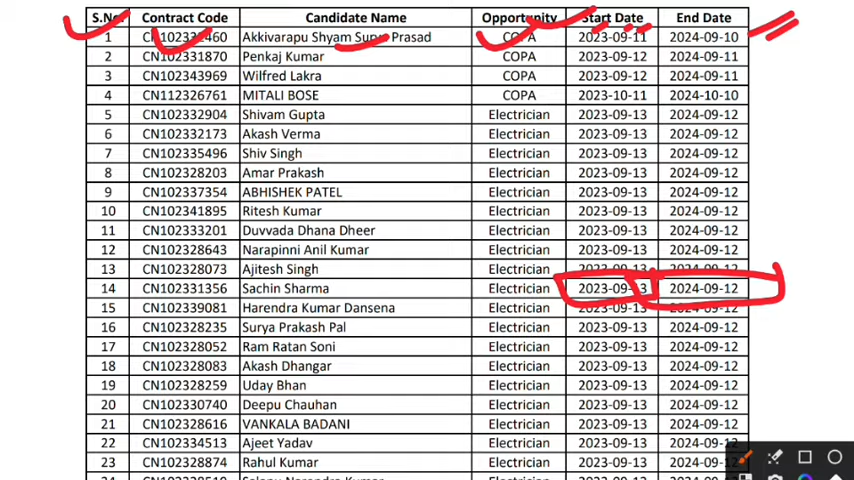 S.No. Contract Code Candidate Name Opportunity Start Date End Date
1 Akkivarapu Shyam Surya Prasad COPA 2023-09-11 2024-09-10
2 CN102331870 Penkaj Kumar COPA 2023-09-12 2024-09-11
3 CN102343969 Wilfred Lakra COPA 2023-09-12 2024-09-11
4 CN112326761 MITALI BOSE COPA 2023-10-11 2024-10-10
5 CN102332904 Shivam Gupta Electrician 2023-09-13 2024-09-12
6 CN102332173 Akash Verma Electrician 2023-09-13 2024-09-12
7 CN102335496 Shiv Singh Electrician 2023-09-13 2024-09-12
8 CN102328203 Amar Prakash Electrician 2023-09-13 2024-09-12
9 CN102337354 ABHISHEK PATEL Electrician 2023-09-13 2024-09-12
10 CN102341895 Ritesh Kumar Electrician 2023-09-13 2024-09-12
11 CN102333201 Duvvada Dhana Dheer Electrician 2023-09-13 2024-09-12
12 CN102328643 Narapinni Anil Kumar Electrician 2023-09-13 2024-09-12
13 CN102328073 Ajitesh Singh Electrician 2023-09-13 2024-09-12
14 CN102331356 Sachin Sharma Electrician 2023-09-13 2024-09-12
15 CN102339081 Harendra Kumar Dansena Electrician 2023-09-13 2024-09-12
16 CN102328235 Surya Prakash Pal Electrician 2023-09-13 2024-09-12
17 CN102328052 Ram Ratan Soni Electrician 2023-09-13 2024-09-12
18 CN102328083 Akash Dhangar Electrician 2023-09-13 2024-09-12
19 CN102328259 Uday Bhan Electrician 2023-09-13 2024-09-12
20 CN102330740 Deepu Chauhan Electrician 2023-09-13 2024-09-12
21 CN102328616 VANKALA BADANI Electrician 2023-09-13 2024-09-12
22 CN102334513 Ajeet Yadav Electrician 2023-09-13 2024-09-12
23 CN102328874 Rahul Kumar Electrician 2023-09-13